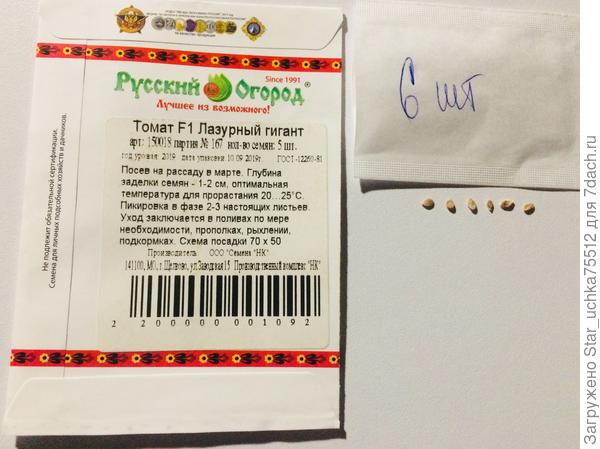 Since 1991
Русский Огород®
Лучшее из возможного!
Томат F1 Лазурный гигант
арт. 150018 партия № 167 кол-во семян: 5 шт.
год урожая 2019 дата упаковки 10.09.2019г. ГОСТ-12260-81
Посев на рассаду в марте. Глубина
заделки семян - 1-2 см, оптимальная
температура для прорастания 20...25°С.
Пикировка в фазе 2-3 настоящих листьев.
Уход заключается в поливах по мере
необходимости, прополках, рыхлении,
подкормках. Схема посадки 70 x 50
Производитель: ООО "Семена "НК"
141100, МО, г.Щелково, ул.Заводская 15 Производственный комплекс "НК"
2 200000 001092
Не подлежит обязательной сертификации.
Семена для личных подсобных хозяйств и дачников.
6 шт
Загружено Star_uchka75512 для 7dach.ru